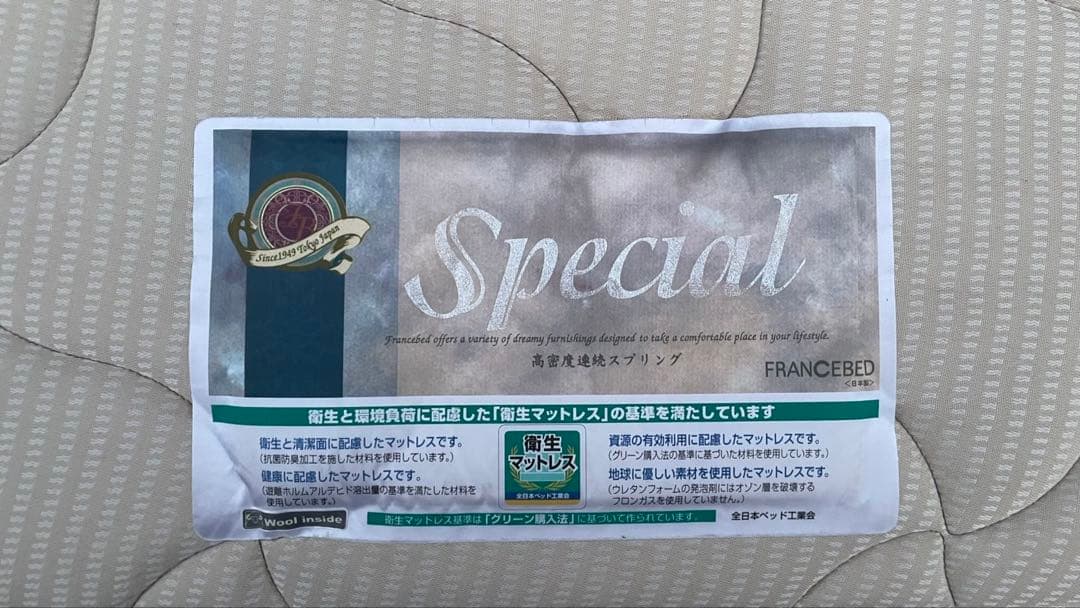 Since1949 Tokyo Japan
Special
Francebed offers a variety of dreamy furnishings designed to take a comfortable place in your lifestyle.
高密度連続スプリング
FRANCEBED
<日本製>
衛生と環境負荷に配慮した「衛生マットレス」の基準を満たしています
衛生と清潔面に配慮したマットレスです。
(抗菌防臭加工を施した材料を使用しています。)
健康に配慮したマットレスです。
(遊離ホルムアルデヒド溶出量の基準を満たした材料を
使用しています。)
Wool inside
衛生
マットレス
全日本ベッド工業会
資源の有効利用に配慮したマットレスです。
(グリーン購入法の基準に基づいた材料を使用しています。)
地球に優しい素材を使用したマットレスです。
(ウレタンフォームの発泡剤にはオゾン層を破壊する
フロンガスを使用していません。)
衛生マットレス基準は「グリーン購入法」に基づいて作られています。
全日本ベッド工業会